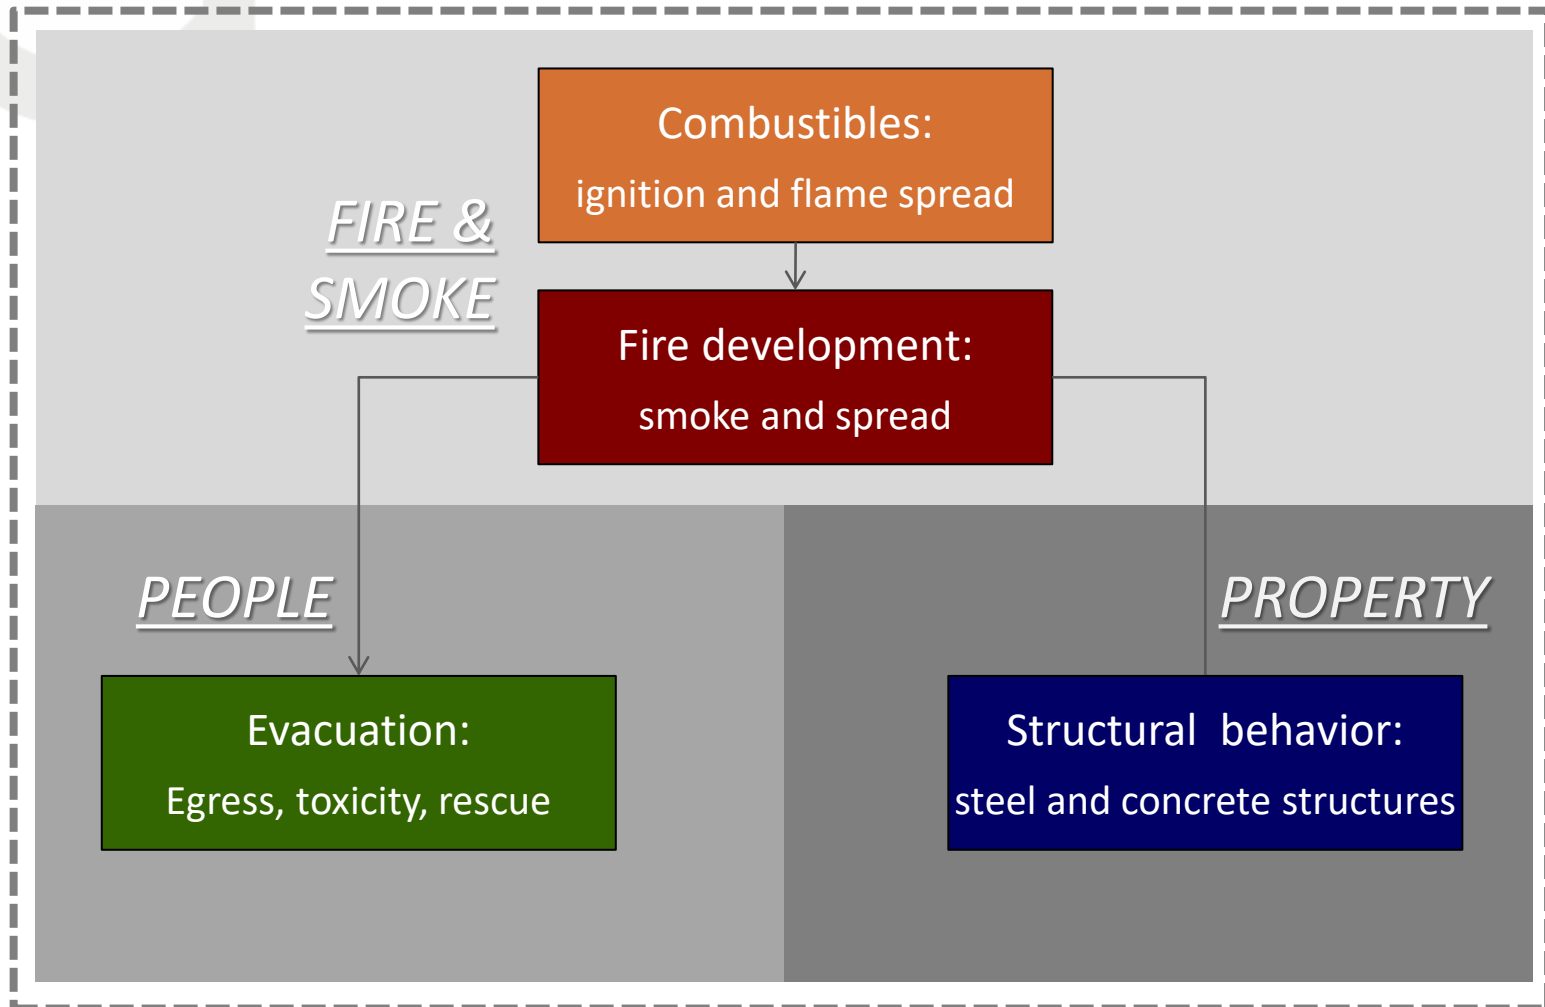 Combustibles:
ignition and flame spread
FIRE &
SMOKE
Fire development:
smoke and spread
PEOPLE
PROPERTY
Evacuation:
Egress, toxicity, rescue
Structural behavior:
steel and concrete structures